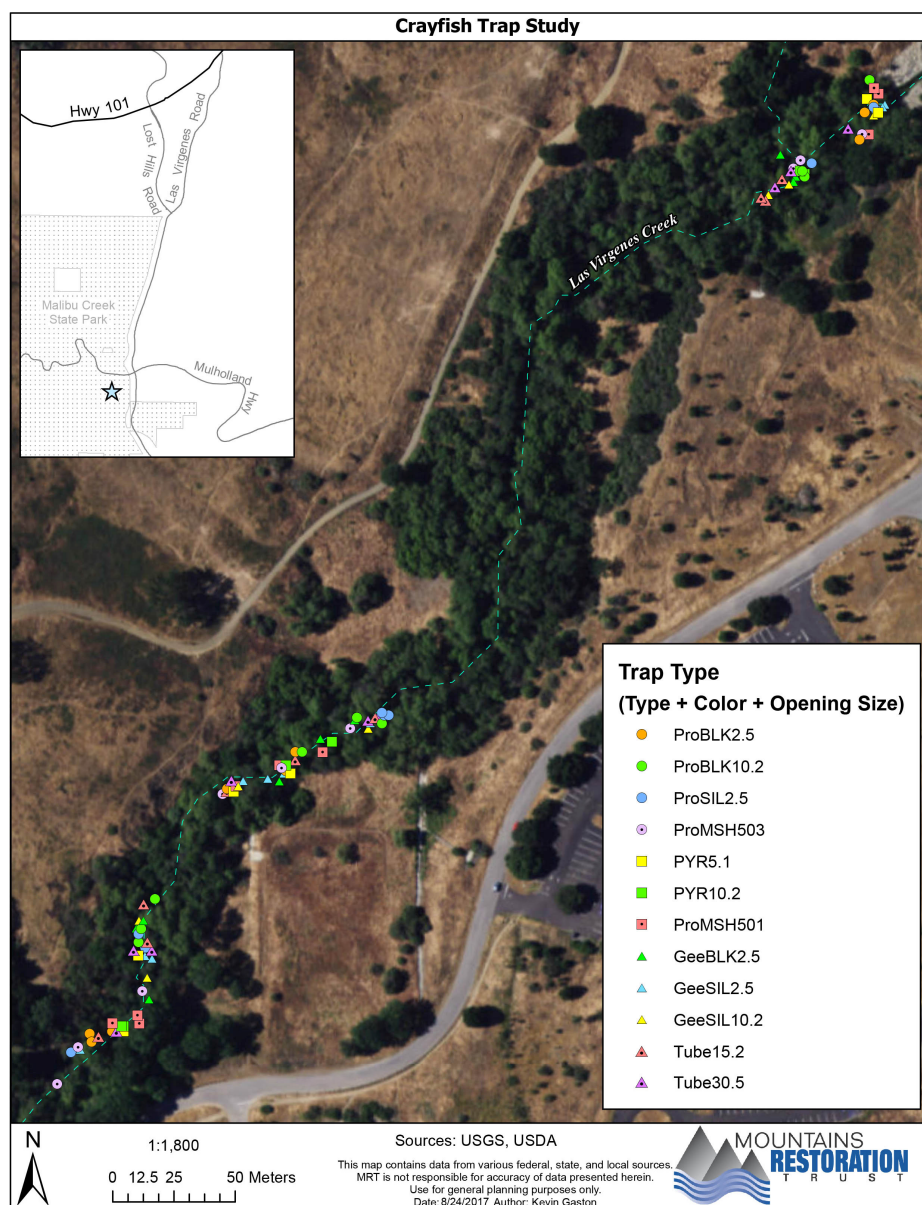 Crayfish Trap Study
Hwy 101
Lost Hills Road
Las Virgenes Road
Malibu Creek
State Park
Mulholland
Hwy
Las Virgenes Creek
Trap Type
(Type + Color + Opening Size)
ProBLK2.5
ProBLK10.2
ProSIL2.5
ProMSH503
PYR5.1
PYR10.2
ProMSH501
GeeBLK2.5
GeeSIL2.5
GeeSIL10.2
Tube15.2
Tube30.5
N
1:1,800
0 12.5 25 50 Meters
Sources: USGS, USDA
This map contains data from various federal, state, and local sources.
MRT is not responsible for accuracy of data presented herein.
Use for general planning purposes only.
Date: 8/24/2017 Author: Kevin Gaston
MOUNTAINS
RESTORATION
TRUST